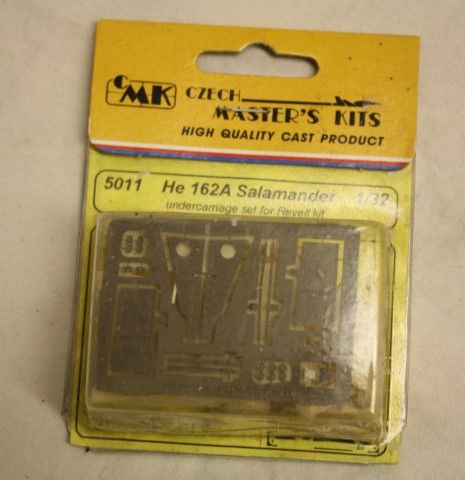 CMK
CZECH
MASTER'S KITS
HIGH QUALITY CAST PRODUCT
5011 He 162A Salamander 1/32
undercarriage set for Revell kit